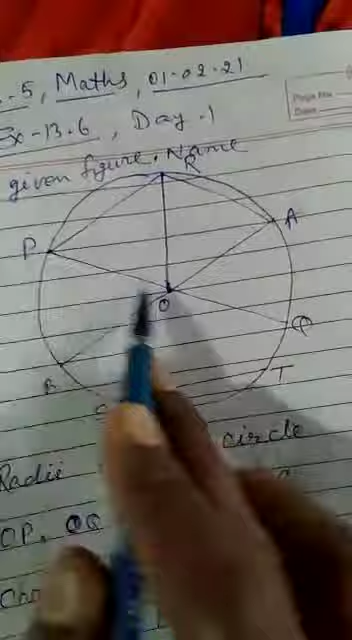 -5, Maths, 01-02-21
Ex-13.6, Day.1
given figure. Name
R
A
P
O
Q
B
T
circle
Radii
OP, OQ